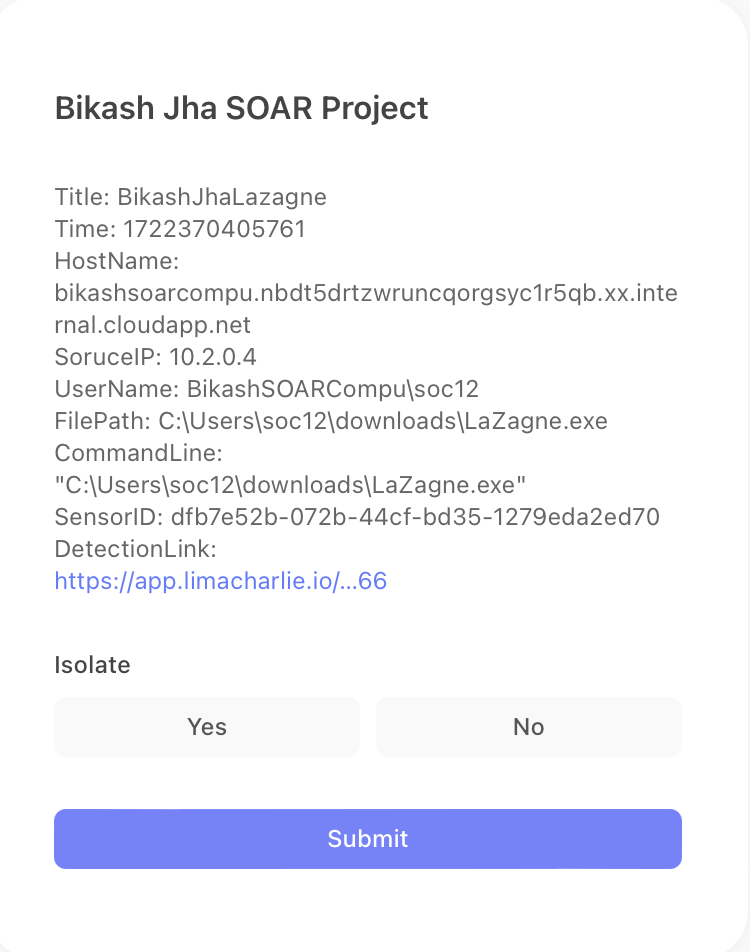 Bikash Jha SOAR Project
Title: BikashJhaLazagne
Time: 1722370405761
HostName:
bikashsoarcompu.nbdt5drtzwruncqorgsyc1r5qb.xx.inte
rnal.cloudapp.net
SoruceIP: 10.2.0.4
UserName: BikashSOARCompu\soc12
FilePath: C:\Users\soc12\downloads\LaZagne.exe
CommandLine:
"C:\Users\soc12\downloads\LaZagne.exe"
SensorID: dfb7e52b-072b-44cf-bd35-1279eda2ed70
DetectionLink:
https://app.limacharlie.io/...66
Isolate
Yes
No
Submit